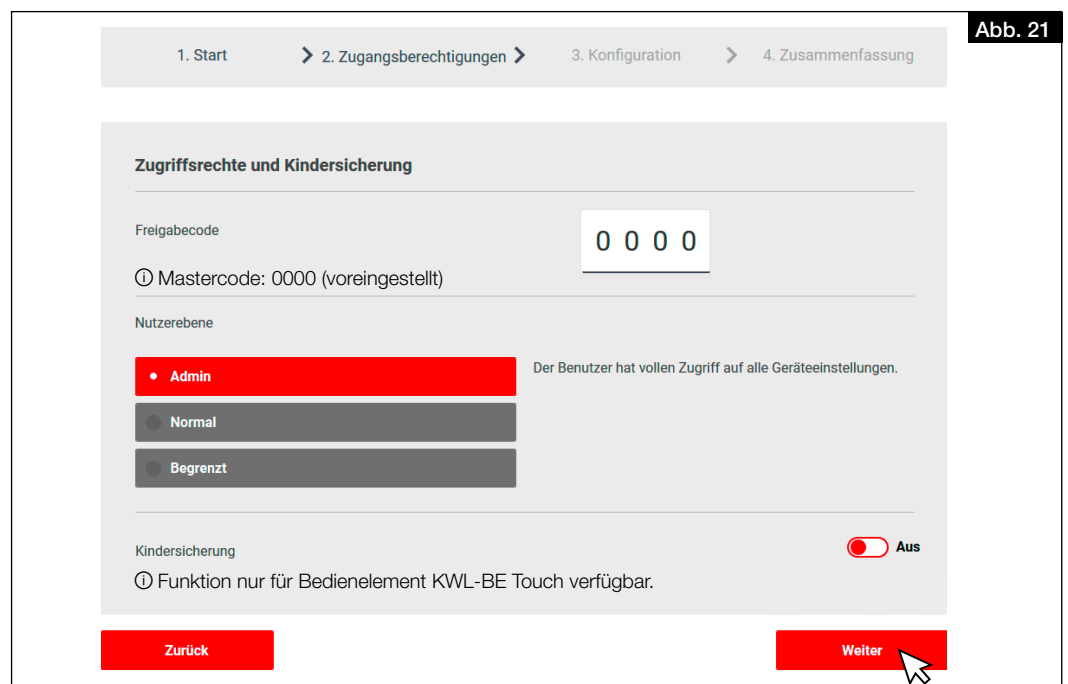 Abb. 21
1. Start > 2. Zugangsberechtigungen > 3. Konfiguration > 4. Zusammenfassung
Zugriffsrechte und Kindersicherung
Freigabecode
0 0 0 0
ⓘ Mastercode: 0000 (voreingestellt)
Nutzerebene
Admin
Der Benutzer hat vollen Zugriff auf alle Geräteeinstellungen.
Normal
Begrenzt
Kindersicherung
Aus
ⓘ Funktion nur für Bedienelement KWL-BE Touch verfügbar.
Zurück
Weiter